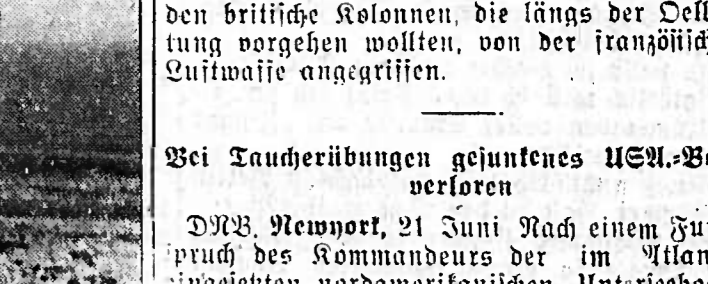 den britische Kolonnen, die längs der Oell
tung vorgehen wollten, von der französisch
Luftwaffe angegriffen.
Bei Taucherübungen gesunkenes USA.-B
verloren
DNB. Newyork, 21 Juni Nach einem Fu
spruch des Kommandeurs der im Atlan
nordamerikanischen